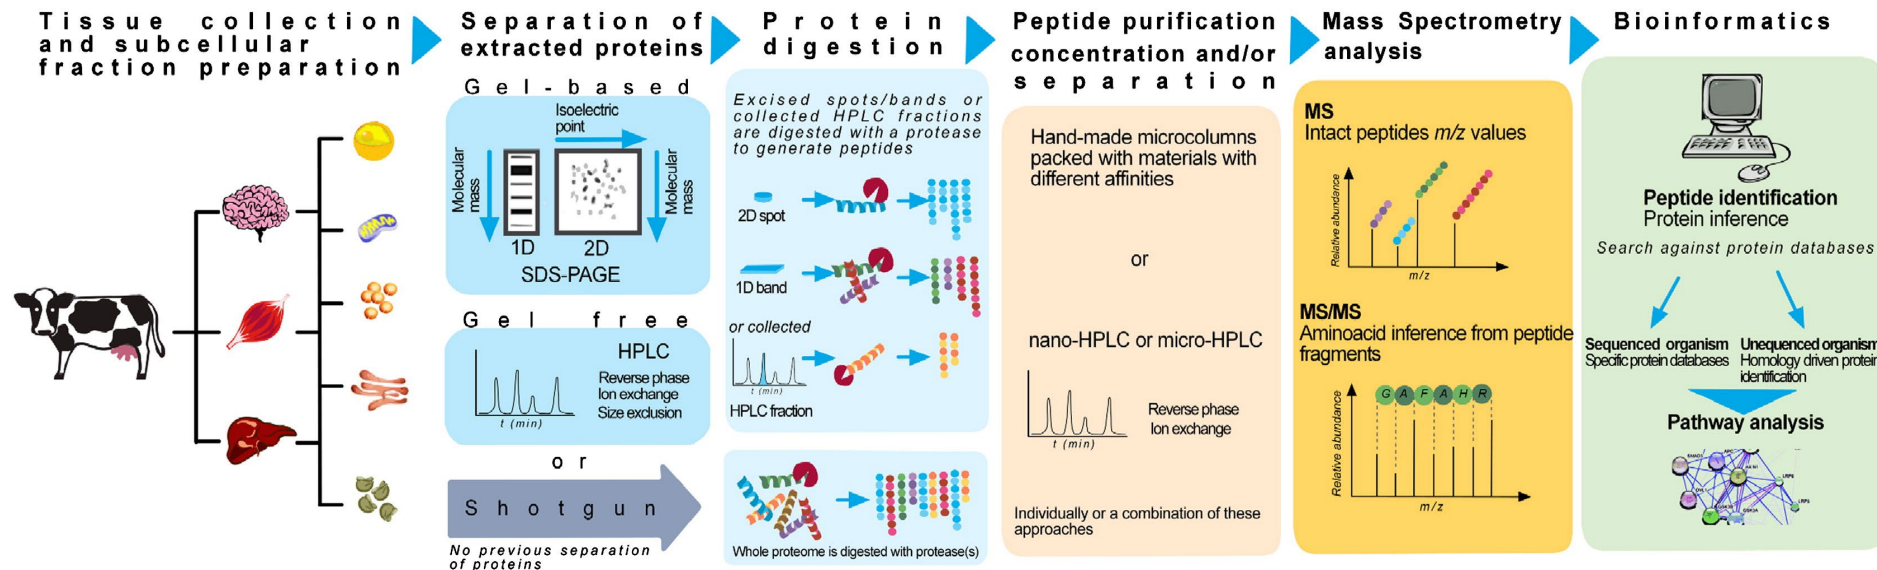 Tissue collection
and subcellular
fraction preparation
Separation of
extracted proteins
Gel-based
Isoelectric
point
Molecular
mass
Molecular
mass
1D
2D
SDS-PAGE
Gel free
HPLC
Reverse phase
Ion exchange
Size exclusion
t (min)
or
Shotgun
No previous separation
of proteins
Protein
digestion
Excised spots/bands or
collected HPLC fractions
are digested with a protease
to generate peptides
2D spot
1D band
or collected
t (min)
HPLC fraction
Whole proteome is digested with protease(s)
Peptide purification
concentration and/or
separation
Hand-made microcolumns
packed with materials with
different affinities
or
nano-HPLC or micro-HPLC
Reverse phase
Ion exchange
t (min)
Individually or a combination of these
approaches
Mass Spectrometry
analysis
MS
Intact peptides m/z values
Relative abundance
m/z
MS/MS
Aminoacid inference from peptide
fragments
G A F A H R
Relative abundance
m/z
Bioinformatics
Peptide identification
Protein inference
Search against protein databases
Sequenced organism
Specific protein databases
Unequenced organism
Homology driven protein
identification
Pathway analysis
APC
LRP6
LRP5